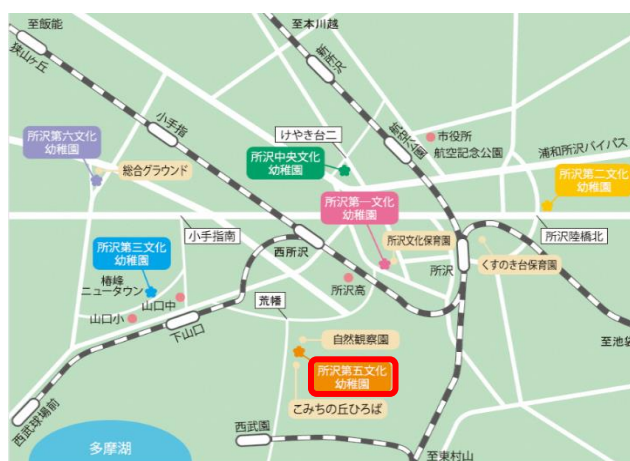 至飯能
至本川越
狭山ヶ丘
新所沢
小手指
所沢第六文化
幼稚園
総合グラウンド
けやき台二
航空公園
市役所
航空記念公園
浦和所沢バイパス
所沢中央文化
幼稚園
所沢第二文化
幼稚園
所沢第一文化
幼稚園
小手指南
所沢陸橋北
所沢第三文化
幼稚園
西所沢
所沢文化保育園
所沢
くすのき台保育園
椿峰
ニュータウン
山口中
山口小
所沢高
荒幡
下山口
自然観察園
至池袋
所沢第五文化
幼稚園
こみちの丘ひろば
西武球場前
西武園
多摩湖
至東村山